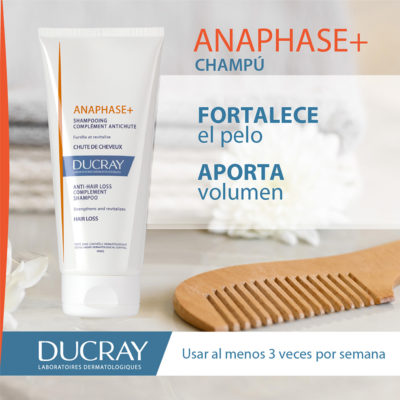 ANAPHASE+
CHAMPÚ
FORTALECE
el pelo
APORTA
volumen
ANAPHASE+
SHAMPOOING
COMPLÉMENT ANTICHUTE
Fortifie et revitalise
CHUTE DE CHEVEUX
DUCRAY
LABORATOIRES DERMATOLOGIQUES
ANTI-HAIR LOSS
COMPLEMENT
SHAMPOO
Strengthens and revitalizes
HAIR LOSS
DUCRAY
LABORATOIRES DERMATOLOGIQUES
Usar al menos 3 veces por semana